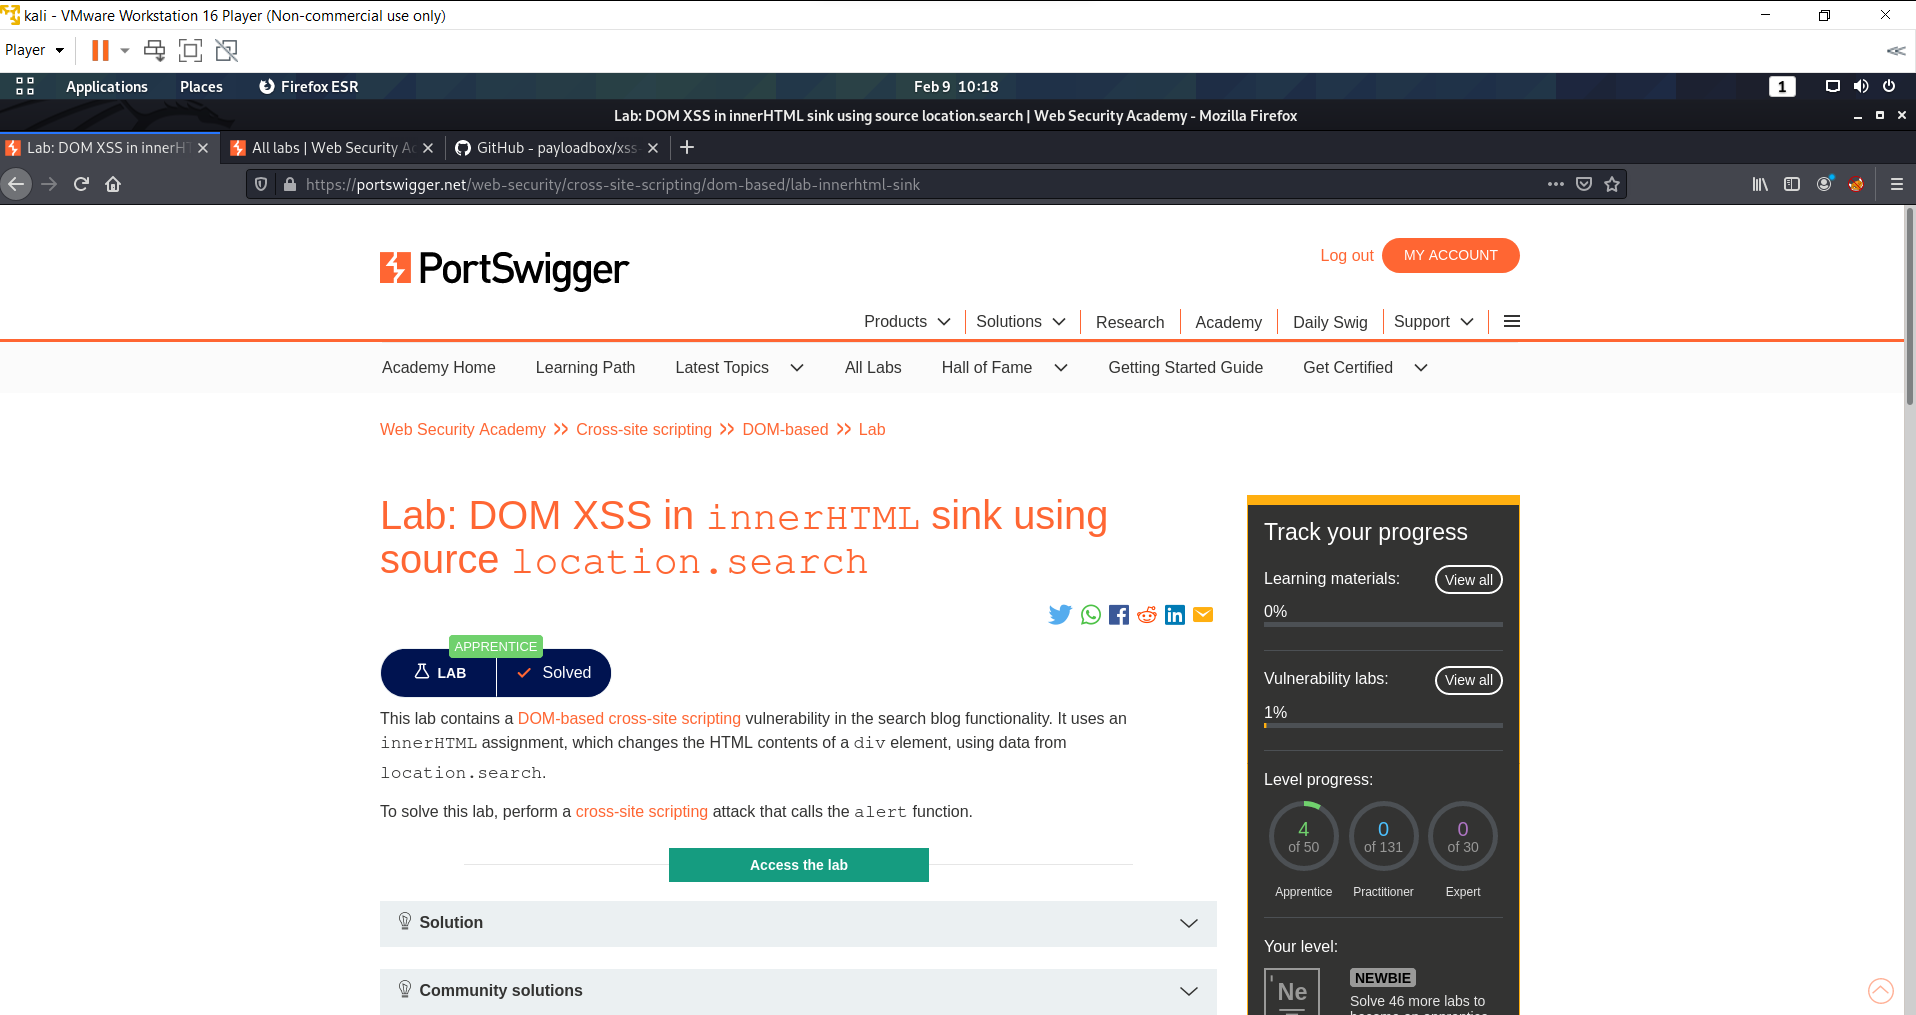 kali - VMware Workstation 16 Player (Non-commercial use only)
Player
Applications Places Firefox ESR Feb 9 10:18 1
Lab: DOM XSS in innerHTML sink using source location.search | Web Security Academy - Mozilla Firefox
Lab: DOM XSS in innerHT All labs | Web Security Ac GitHub - payloadbox/xss-
https://portswigger.net/web-security/cross-site-scripting/dom-based/lab-innerhtml-sink
PortSwigger
Log out MY ACCOUNT
Products Solutions Research Academy Daily Swig Support
Academy Home Learning Path Latest Topics All Labs Hall of Fame Getting Started Guide Get Certified
Web Security Academy >> Cross-site scripting >> DOM-based >> Lab
Lab: DOM XSS in innerHTML sink using
source location.search
APPRENTICE
LAB Solved
This lab contains a DOM-based cross-site scripting vulnerability in the search blog functionality. It uses an
innerHTML assignment, which changes the HTML contents of a div element, using data from
location.search.
To solve this lab, perform a cross-site scripting attack that calls the alert function.
Access the lab
Solution
Community solutions
Track your progress
Learning materials: View all
0%
Vulnerability labs: View all
1%
Level progress:
4 0 0
of 50 of 131 of 30
Apprentice Practitioner Expert
Your level:
Ne
NEWBIE
Solve 46 more labs to
become an apprentice